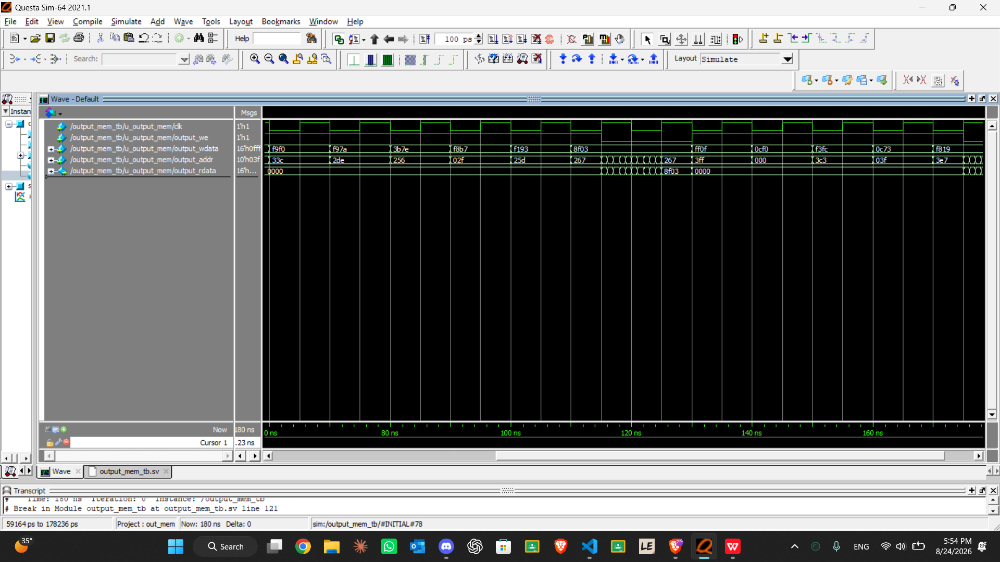 Questa Sim-64 2021.1
File Edit View Compile Simulate Add Wave Tools Layout Bookmarks Window Help
Help 100 ps
Search: Layout Simulate
Wave - Default
Instan Msgs
/output_mem_tb/u_output_mem/clk 1'h1
/output_mem_tb/u_output_mem/output_we 1'h1
/output_mem_tb/u_output_mem/output_wdata 16'h0fff f9f0 f97a 3b7e f8b7 f193 8f03 ff0f 0cf0 f3fc 0c73 f819
/output_mem_tb/u_output_mem/output_addr 10'h03f 33c 2de 256 02f 25d 267 267 3ff 000 3c3 03f 3e7
/output_mem_tb/u_output_mem/output_rdata 16'h... 0000 8f03 0000
Now 180 ns 0 ns 80 ns 100 ns 120 ns 140 ns 160 ns
Cursor 1 .23 ns
Wave output_mem_tb.sv
Transcript
# Time: 180 ns Iteration: 0 Instance: /output_mem_tb
# Break in Module output_mem_tb at output_mem_tb.sv line 121
59164 ps to 178236 ps Project : out_mem Now: 180 ns Delta: 0 sim:/output_mem_tb/#INITIAL#78
35° Search LE W ENG 5:54 PM
8/24/2026